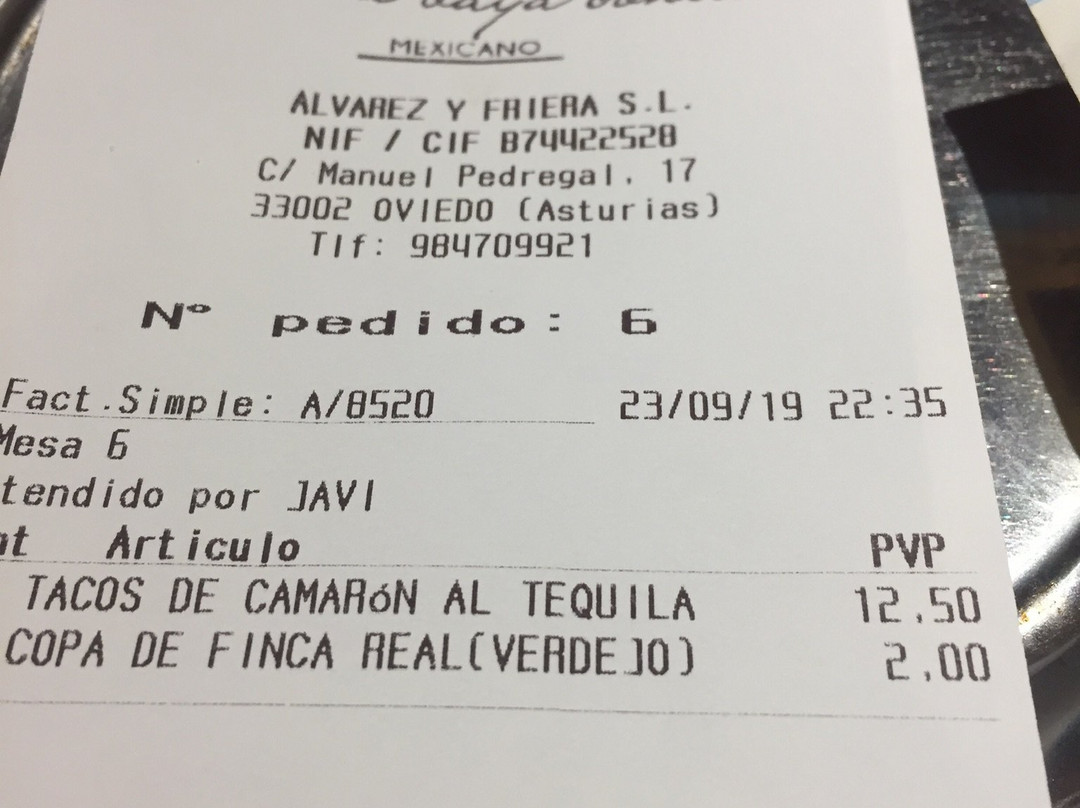 MEXICANO
ALVAREZ Y FRIERA S.L.
NIF / CIF B74422528
C/ Manuel Pedregal, 17
33002 OVIEDO (Asturias)
Tlf: 984709921
Nº pedido: 6
Fact.Simple: A/8520 23/09/19 22:35
Mesa 6
tendido por JAVI
Articulo PVP
TACOS DE CAMARóN AL TEQUILA 12,50
COPA DE FINCA REAL(VERDEJO) 2,00